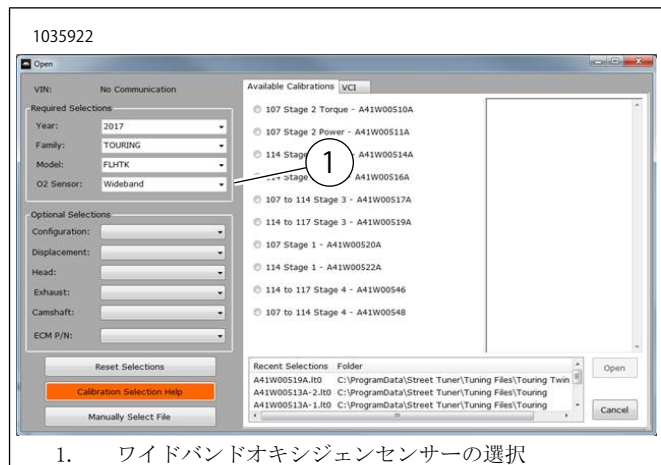 1035922
Open
VIN: No Communication
Required Selections
Year: 2017
Family: TOURING
Model: FLHTK
O2 Sensor: Wideband
Optional Selections
Configuration:
Displacement:
Head:
Exhaust:
Camshaft:
ECM P/N:
Reset Selections
Calibration Selection Help
Manually Select File
Available Calibrations VCI
107 Stage 2 Torque - A41W00510A
107 Stage 2 Power - A41W00511A
114 Stage A41W00514A
114 Stage A41W00516A
107 to 114 Stage 3 - A41W00517A
114 to 117 Stage 3 - A41W00519A
107 Stage 1 - A41W00520A
114 Stage 1 - A41W00522A
114 to 117 Stage 4 - A41W00546
107 to 114 Stage 4 - A41W00548
1
Recent Selections Folder
A41W00519A.lt0 C:\ProgramData\Street Tuner\Tuning Files\Touring Twin
A41W00513A-2.lt0 C:\ProgramData\Street Tuner\Tuning Files\Touring
A41W00513A-1.lt0 C:\ProgramData\Street Tuner\Tuning Files\Touring
Open
Cancel
1. ワイドバンドオキシジェンセンサーの選択